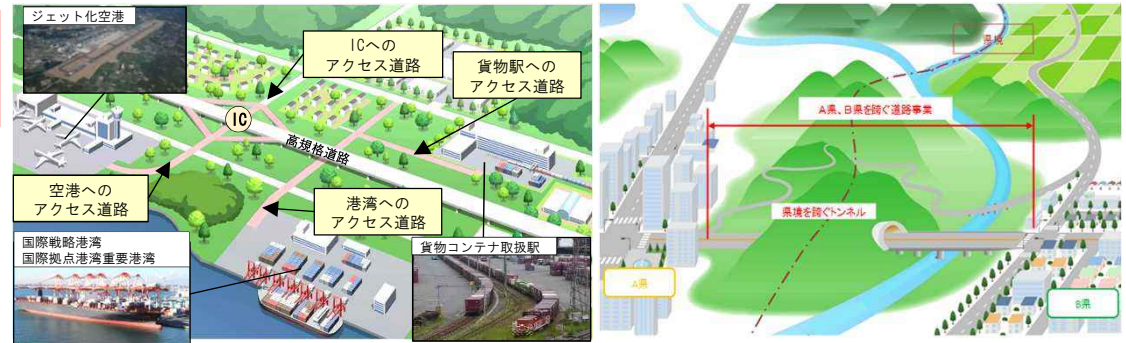 ジェット化空港
ICへの
アクセス道路
貨物駅への
アクセス道路
IC
高規格道路
空港への
アクセス道路
港湾への
アクセス道路
国際戦略港湾
国際拠点港湾重要港湾
貨物コンテナ取扱駅
県境
A県、B県を跨ぐ道路事業
県境を跨ぐトンネル
A県
B県